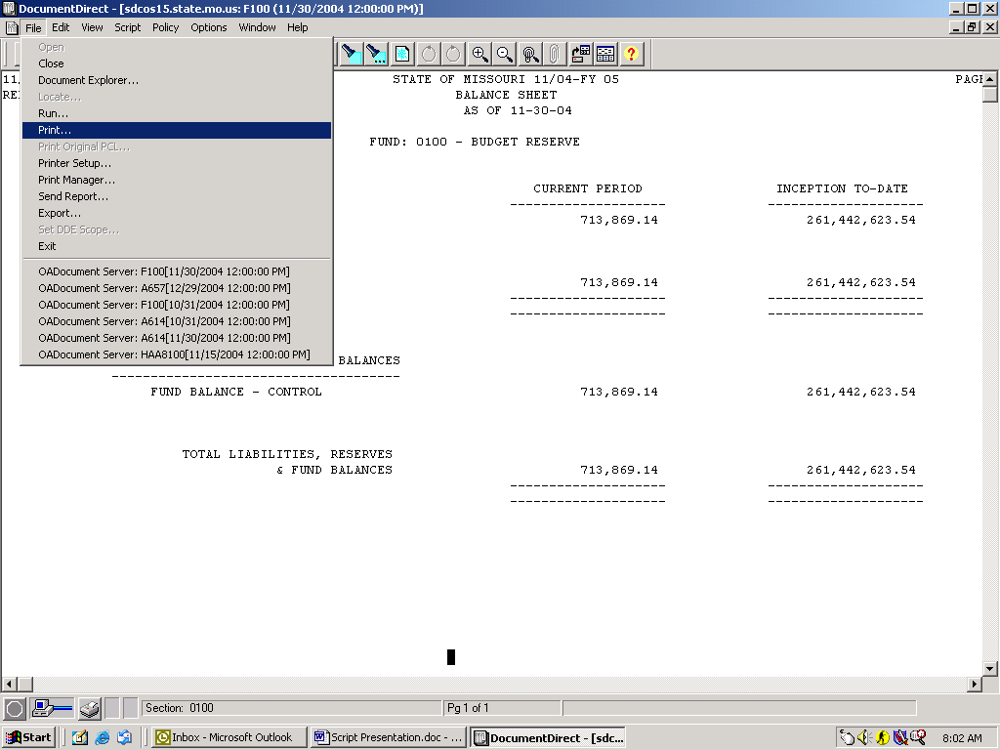 DocumentDirect - [sdcos15.state.mo.us: F100 (11/30/2004 12:00:00 PM)]
File Edit View Script Policy Options Window Help
Open
Close
Document Explorer...
Locate...
Run...
Print...
Print Original PCL...
Printer Setup...
Print Manager...
Send Report...
Export...
Set DDE Scope...
Exit
OADocument Server: F100[11/30/2004 12:00:00 PM]
OADocument Server: A657[12/29/2004 12:00:00 PM]
OADocument Server: F100[10/31/2004 12:00:00 PM]
OADocument Server: A614[10/31/2004 12:00:00 PM]
OADocument Server: A614[11/30/2004 12:00:00 PM]
OADocument Server: HAA8100[11/15/2004 12:00:00 PM]
11/ STATE OF MISSOURI 11/04-FY 05 PAGE
RE BALANCE SHEET
AS OF 11-30-04
FUND: 0100 - BUDGET RESERVE
CURRENT PERIOD INCEPTION TO-DATE
713,869.14 261,442,623.54
713,869.14 261,442,623.54
BALANCES
FUND BALANCE - CONTROL 713,869.14 261,442,623.54
TOTAL LIABILITIES, RESERVES
& FUND BALANCES 713,869.14 261,442,623.54
Section: 0100 Pg 1 of 1
Start Inbox - Microsoft Outlook Script Presentation.doc - ... DocumentDirect - [sdc... 8:02 AM